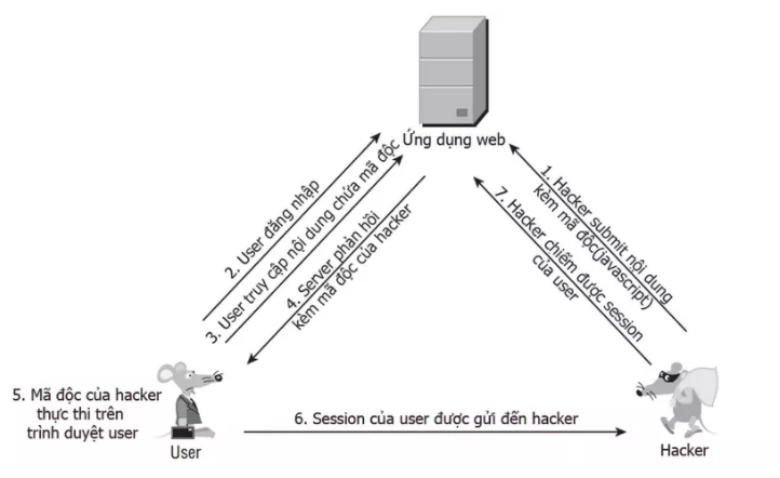 Ứng dụng web
1. Hacker submit nội dung
kèm mã độc(javascript)
2. User đăng nhập
3. User truy cập nội dung chứa mã độc
4. Server phản hồi
kèm mã độc của hacker
5. Mã độc của hacker
thực thi trên
trình duyệt user
6. Session của user được gửi đến hacker
7. Hacker chiếm được session
của user
User
Hacker